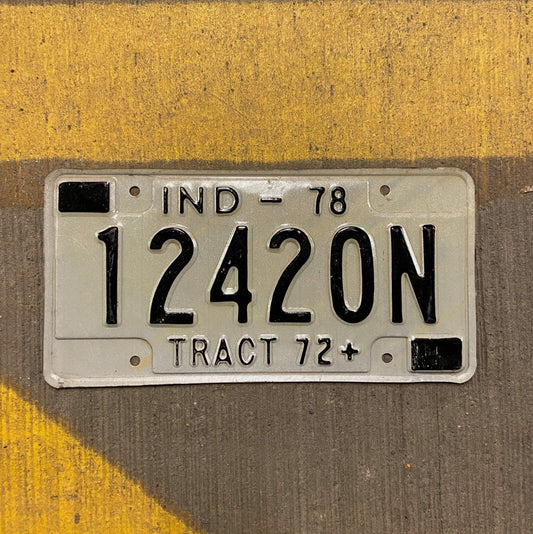 IND - 78
12420N
TRACT 72+